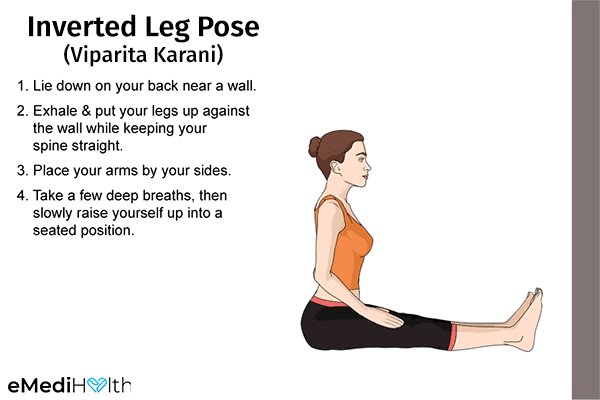 Inverted Leg Pose
(Viparita Karani)
1. Lie down on your back near a wall.
2. Exhale & put your legs up against
the wall while keeping your
spine straight.
3. Place your arms by your sides.
4. Take a few deep breaths, then
slowly raise yourself up into a
seated position.
eMediHealth